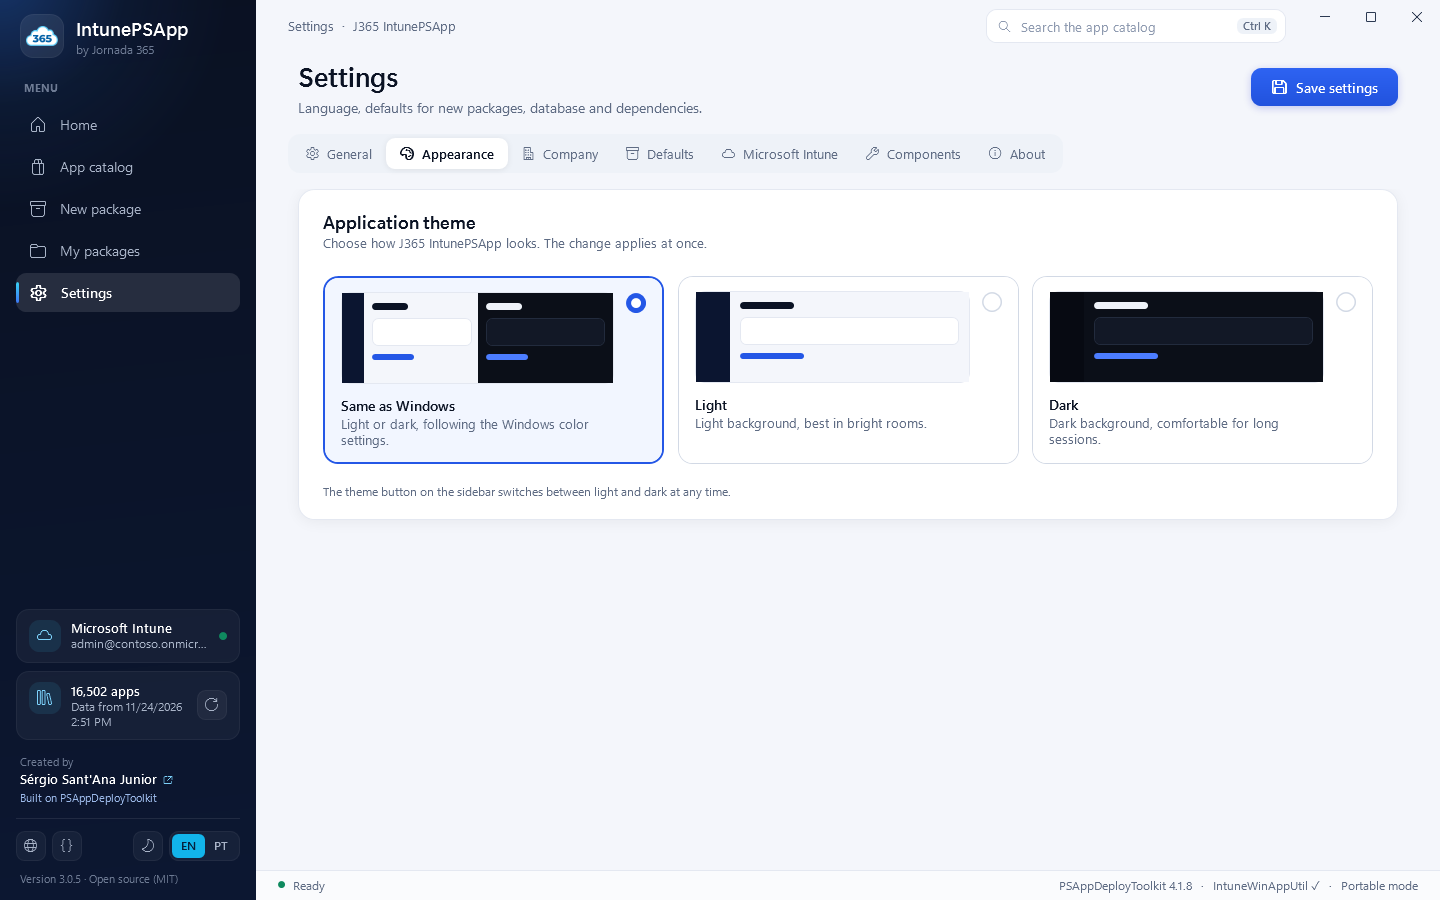 365
IntunePSApp
by Jornada 365
MENU
Home
App catalog
New package
My packages
Settings
Microsoft Intune
admin@contoso.onmicr...
16,502 apps
Data from 11/24/2026
2:51 PM
Created by
Sérgio Sant'Ana Junior
Built on PSAppDeployToolkit
{}
EN PT
Version 3.0.5 · Open source (MIT)
Settings · J365 IntunePSApp
Search the app catalog Ctrl K
Settings
Language, defaults for new packages, database and dependencies.
Save settings
General Appearance Company Defaults Microsoft Intune Components About
Application theme
Choose how J365 IntunePSApp looks. The change applies at once.
Same as Windows
Light or dark, following the Windows color
settings.
Light
Light background, best in bright rooms.
Dark
Dark background, comfortable for long
sessions.
The theme button on the sidebar switches between light and dark at any time.
Ready
PSAppDeployToolkit 4.1.8 · IntuneWinAppUtil ✓ · Portable mode